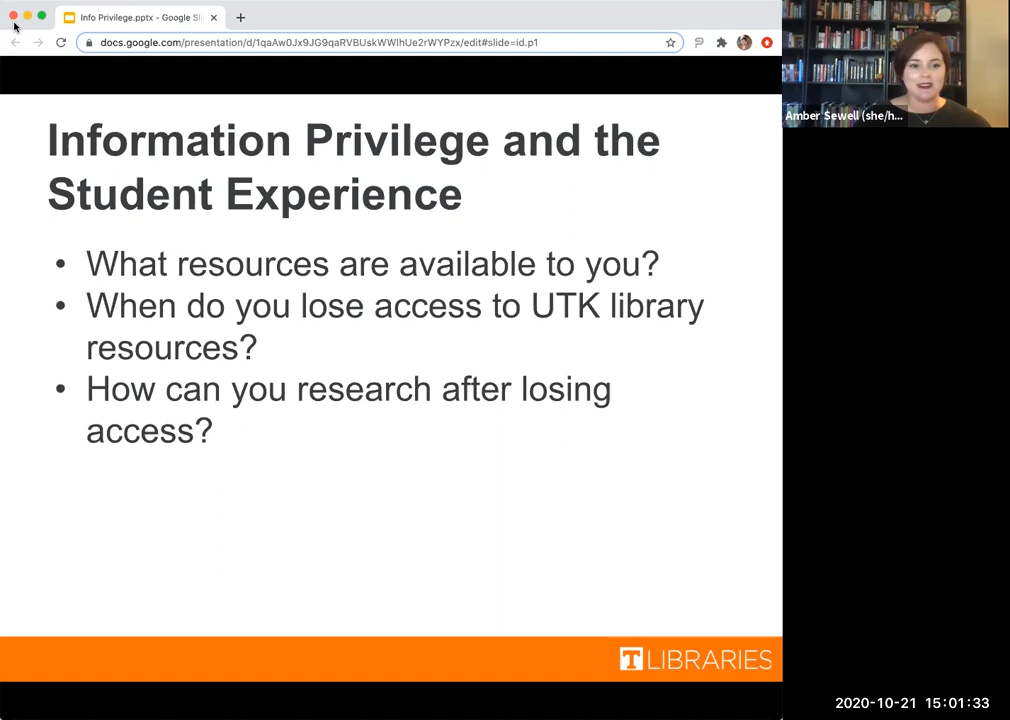 Info Privilege.pptx - Google Sl
docs.google.com/presentation/d/1qaAw0Jx9JG9qaRVBUskWWIhUe2rWYPzx/edit#slide=id.p1
Amber Sewell (she/h...
Information Privilege and the
Student Experience
• What resources are available to you?
• When do you lose access to UTK library
resources?
• How can you research after losing
access?
T LIBRARIES
2020-10-21 15:01:33